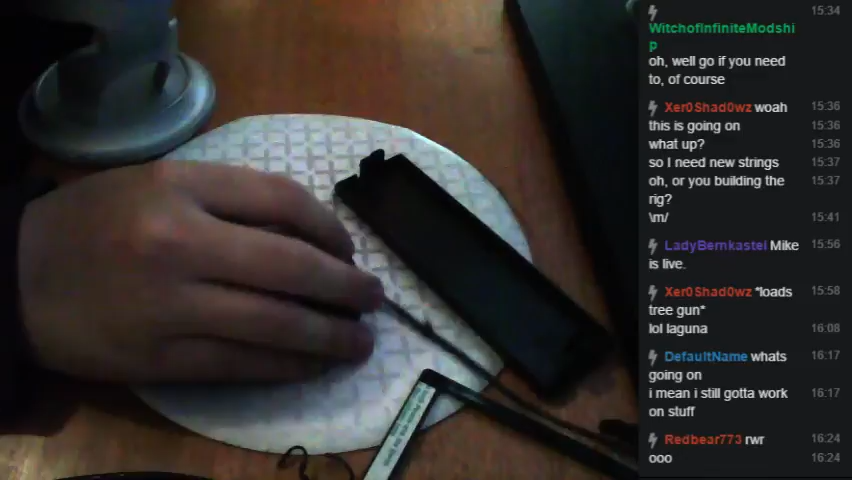 15:34
WitchofInfiniteModshi
p
oh, well go if you need
to, of course
Xer0Shad0wz woah 15:36
this is going on 15:36
what up? 15:36
so I need new strings 15:37
oh, or you building the 15:37
rig?
\m/ 15:41
LadyBernkastel Mike 15:56
is live.
Xer0Shad0wz *loads 15:58
tree gun*
lol laguna 16:08
DefaultName whats 16:17
going on
i mean i still gotta work 16:17
on stuff
Redbear773 rwr 16:24
ooo 16:24